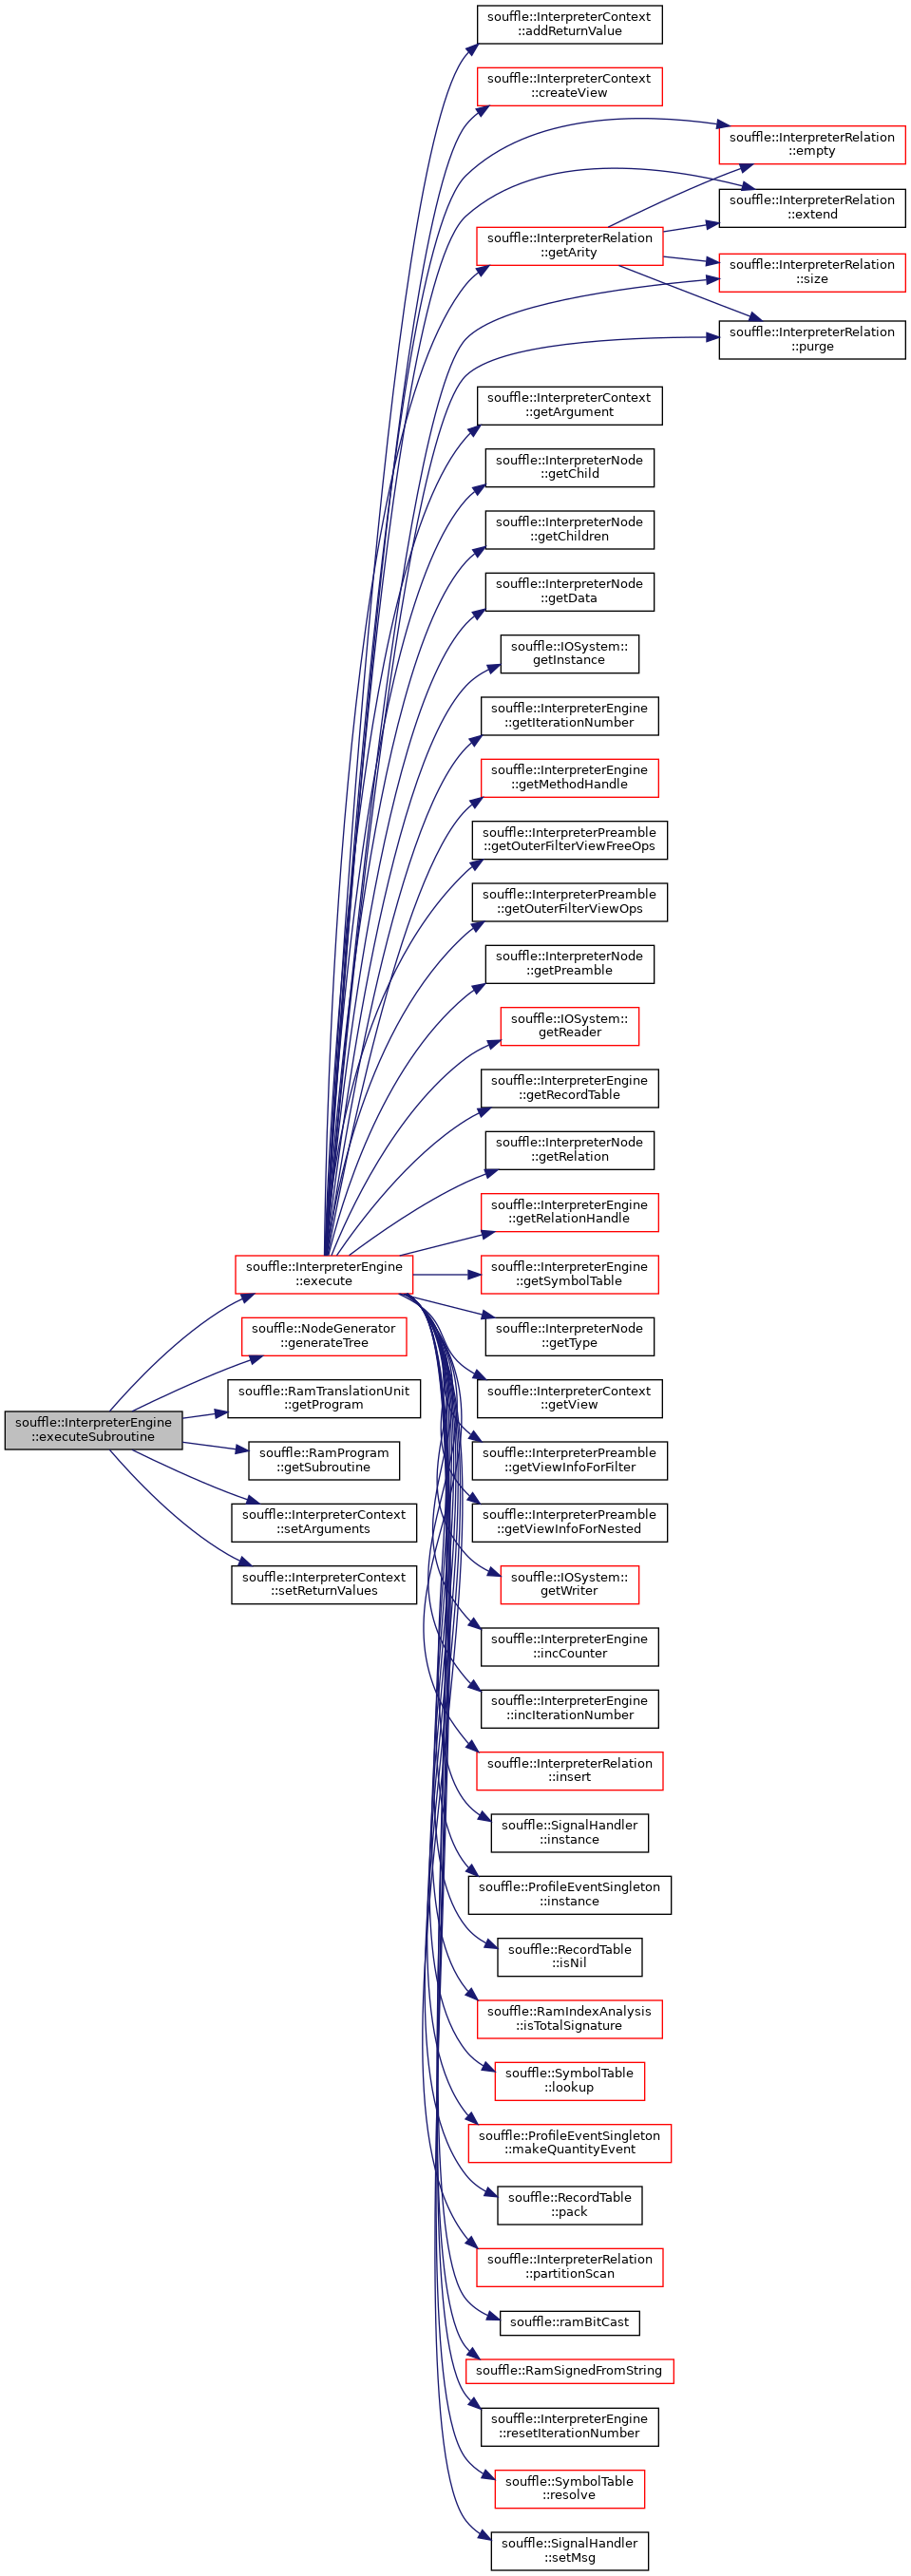 souffle::InterpreterContext
::addReturnValue
souffle::InterpreterContext
::createView
souffle::InterpreterRelation
::empty
souffle::InterpreterRelation
::extend
souffle::InterpreterRelation
::getArity
souffle::InterpreterRelation
::size
souffle::InterpreterRelation
::purge
souffle::InterpreterContext
::getArgument
souffle::InterpreterNode
::getChild
souffle::InterpreterNode
::getChildren
souffle::InterpreterNode
::getData
souffle::IOSystem::
getInstance
souffle::InterpreterEngine
::getIterationNumber
souffle::InterpreterEngine
::getMethodHandle
souffle::InterpreterPreamble
::getOuterFilterViewFreeOps
souffle::InterpreterPreamble
::getOuterFilterViewOps
souffle::InterpreterNode
::getPreamble
souffle::IOSystem::
getReader
souffle::InterpreterEngine
::getRecordTable
souffle::InterpreterNode
::getRelation
souffle::InterpreterEngine
::getRelationHandle
souffle::InterpreterEngine
::execute
souffle::InterpreterEngine
::getSymbolTable
souffle::NodeGenerator
::generateTree
souffle::InterpreterNode
::getType
souffle::RamTranslationUnit
::getProgram
souffle::InterpreterContext
::getView
souffle::InterpreterEngine
::executeSubroutine
souffle::RamProgram
::getSubroutine
souffle::InterpreterPreamble
::getViewInfoForFilter
souffle::InterpreterContext
::setArguments
souffle::InterpreterPreamble
::getViewInfoForNested
souffle::InterpreterContext
::setReturnValues
souffle::IOSystem::
getWriter
souffle::InterpreterEngine
::incCounter
souffle::InterpreterEngine
::incIterationNumber
souffle::InterpreterRelation
::insert
souffle::SignalHandler
::instance
souffle::ProfileEventSingleton
::instance
souffle::RecordTable
::isNil
souffle::RamIndexAnalysis
::isTotalSignature
souffle::SymbolTable
::lookup
souffle::ProfileEventSingleton
::makeQuantityEvent
souffle::RecordTable
::pack
souffle::InterpreterRelation
::partitionScan
souffle::ramBitCast
souffle::RamSignedFromString
souffle::InterpreterEngine
::resetIterationNumber
souffle::SymbolTable
::resolve
souffle::SignalHandler
::setMsg